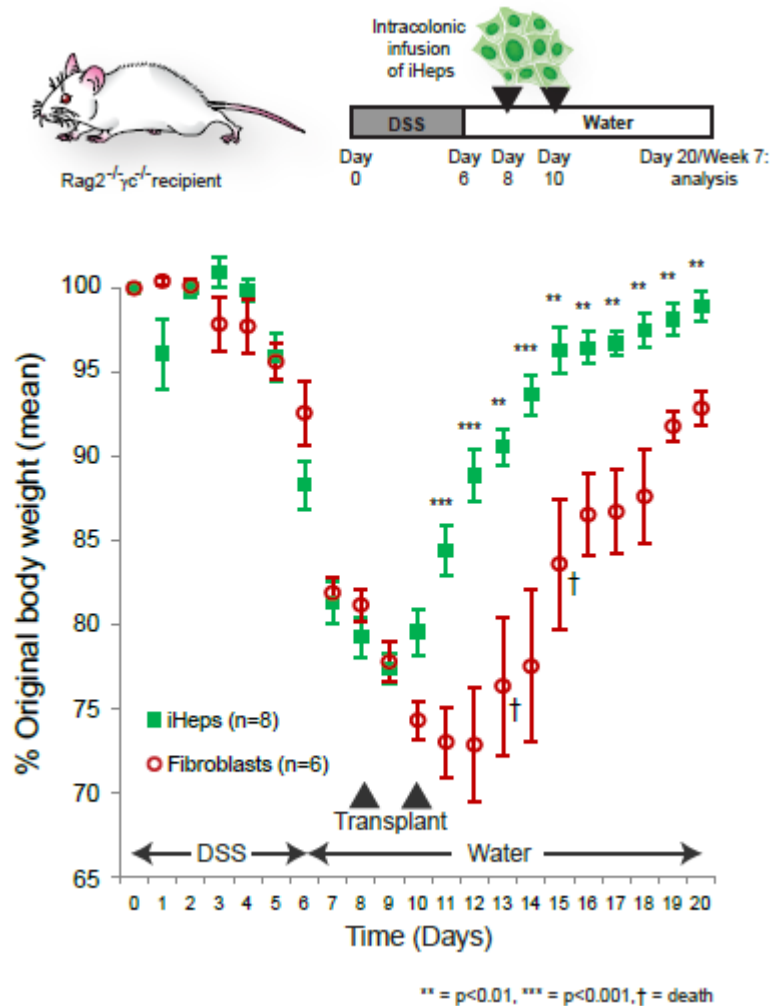 Intracolonic
infusion
of iHeps
DSS Water
Day 0 Day 6 Day 8 Day 10 Day 20/Week 7: analysis
Rag2⁻/⁻γc⁻/⁻recipient
% Original body weight (mean)
100
95
90
85
80
75
70
65
** ** ** ** ** **
***
**
***
***
†
†
iHeps (n=8)
Fibroblasts (n=6)
Transplant
DSS Water
0 1 2 3 4 5 6 7 8 9 10 11 12 13 14 15 16 17 18 19 20
Time (Days)
** = p<0.01, *** = p<0.001, † = death